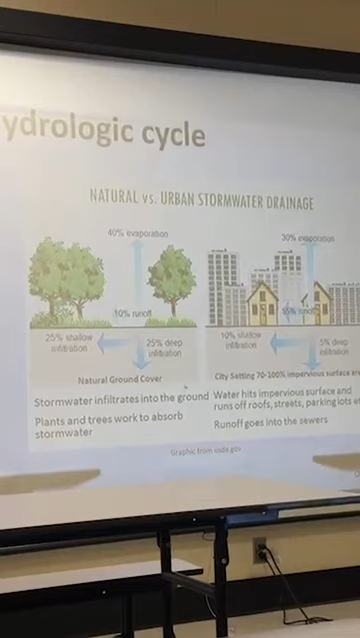 ydrologic cycle
NATURAL vs. URBAN STORMWATER DRAINAGE
40% evaporation
10% runoff
25% shallow
infiltration
25% deep
infiltration
Natural Ground Cover
Stormwater infiltrates into the ground
Plants and trees work to absorb
stormwater
30% evaporation
55% runoff
10% shallow
infiltration
5% deep
infiltration
City Setting 70-100% impervious surface are
Water hits impervious surface and
runs off roofs, streets, parking lots
Runoff goes into the sewers
Graphic from usda.gov